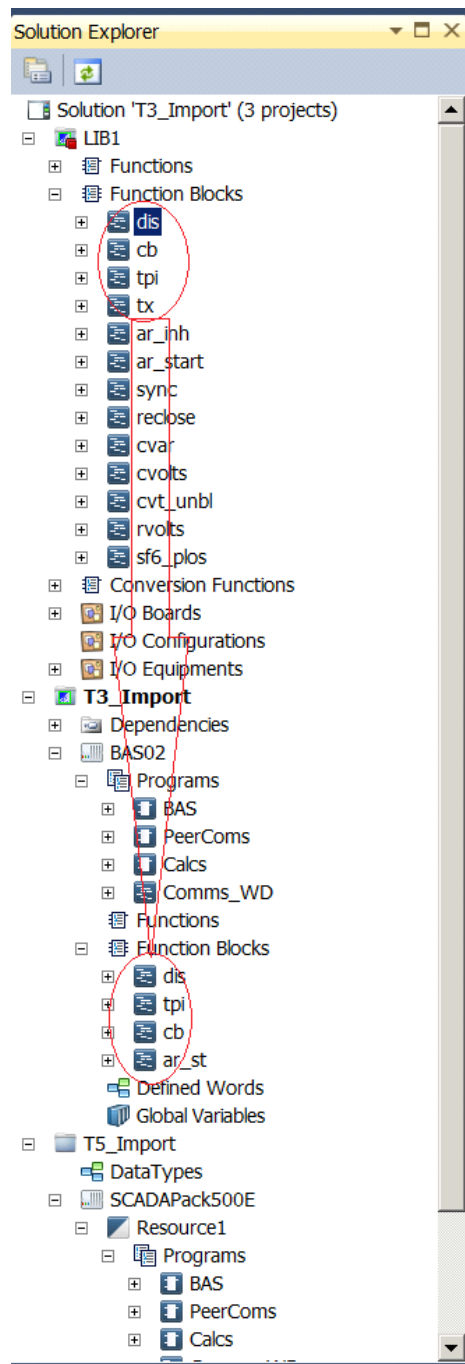 Solution Explorer
Solution 'T3_Import' (3 projects)
LIB1
Functions
Function Blocks
dis
cb
tpi
tx
ar_inh
ar_start
sync
reclose
cvar
cvolts
cvt_unbl
rvolts
sf6_plos
Conversion Functions
I/O Boards
I/O Configurations
I/O Equipments
T3_Import
Dependencies
BAS02
Programs
BAS
PeerComs
Calcs
Comms_WD
Functions
Function Blocks
dis
tpi
cb
ar_st
Defined Words
Global Variables
T5_Import
DataTypes
SCADAPack500E
Resource1
Programs
BAS
PeerComs
Calcs